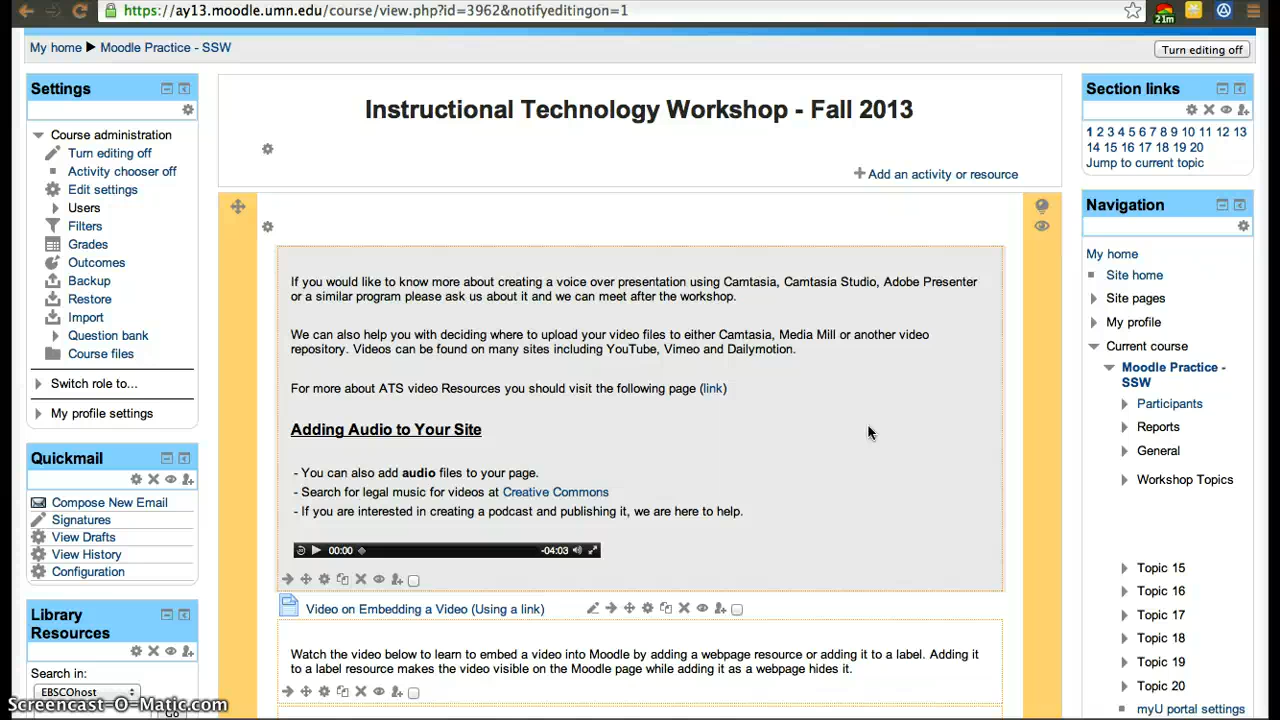 https://ay13.moodle.umn.edu/course/view.php?id=3962&notifyeditingon=1
21m
My home ▶ Moodle Practice - SSW
Turn editing off
Settings
Course administration
Turn editing off
Activity chooser off
Edit settings
Users
Filters
Grades
Outcomes
Backup
Restore
Import
Question bank
Course files
Switch role to...
My profile settings
Quickmail
Compose New Email
Signatures
View Drafts
View History
Configuration
Library
Resources
Search in:
EBSCOhost
Go
Instructional Technology Workshop - Fall 2013
Add an activity or resource
If you would like to know more about creating a voice over presentation using Camtasia, Camtasia Studio, Adobe Presenter
or a similar program please ask us about it and we can meet after the workshop.
We can also help you with deciding where to upload your video files to either Camtasia, Media Mill or another video
repository. Videos can be found on many sites including YouTube, Vimeo and Dailymotion.
For more about ATS video Resources you should visit the following page (link)
Adding Audio to Your Site
- You can also add audio files to your page.
- Search for legal music for videos at Creative Commons
- If you are interested in creating a podcast and publishing it, we are here to help.
00:00 -04:03
Video on Embedding a Video (Using a link)
Watch the video below to learn to embed a video into Moodle by adding a webpage resource or adding it to a label. Adding it
to a label resource makes the video visible on the Moodle page while adding it as a webpage hides it.
Section links
1 2 3 4 5 6 7 8 9 10 11 12 13
14 15 16 17 18 19 20
Jump to current topic
Navigation
My home
Site home
Site pages
My profile
Current course
Moodle Practice -
SSW
Participants
Reports
General
Workshop Topics
Topic 15
Topic 16
Topic 17
Topic 18
Topic 19
Topic 20
myU portal settings
Screencast-O-Matic.com